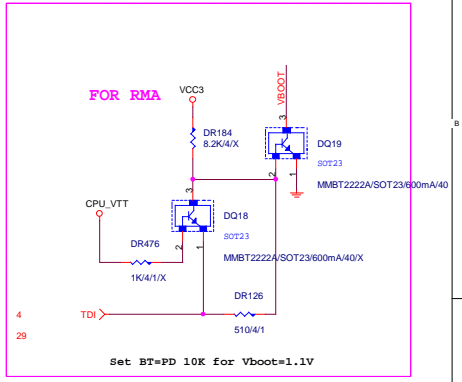 FOR RMA
VCC3
VBOOT
DR184
8.2K/4/X
3
DQ19
SOT23
2
1
MMBT2222A/SOT23/600mA/40
B
CPU_VTT
3
DQ18
SOT23
2
1
MMBT2222A/SOT23/600mA/40/X
DR476
1K/4/1/X
DR126
510/4/1
4
TDI
29
Set BT=PD 10K for Vboot=1.1V